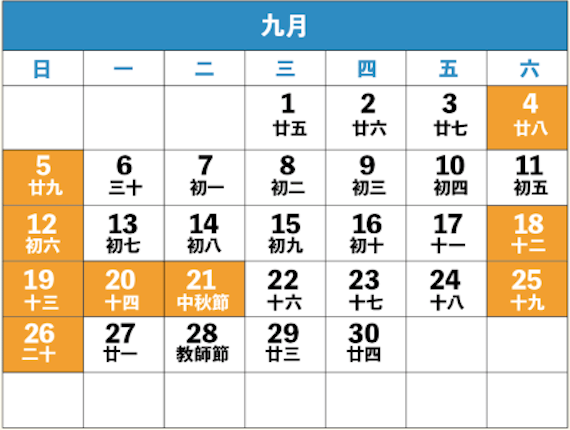 九月
日 一 二 三 四 五 六
1 2 3 4
廿五 廿六 廿七 廿八
5 6 7 8 9 10 11
廿九 三十 初一 初二 初三 初四 初五
12 13 14 15 16 17 18
初六 初七 初八 初九 初十 十一 十二
19 20 21 22 23 24 25
十三 十四 中秋節 十六 十七 十八 十九
26 27 28 29 30
二十 廿一 教師節 廿三 廿四